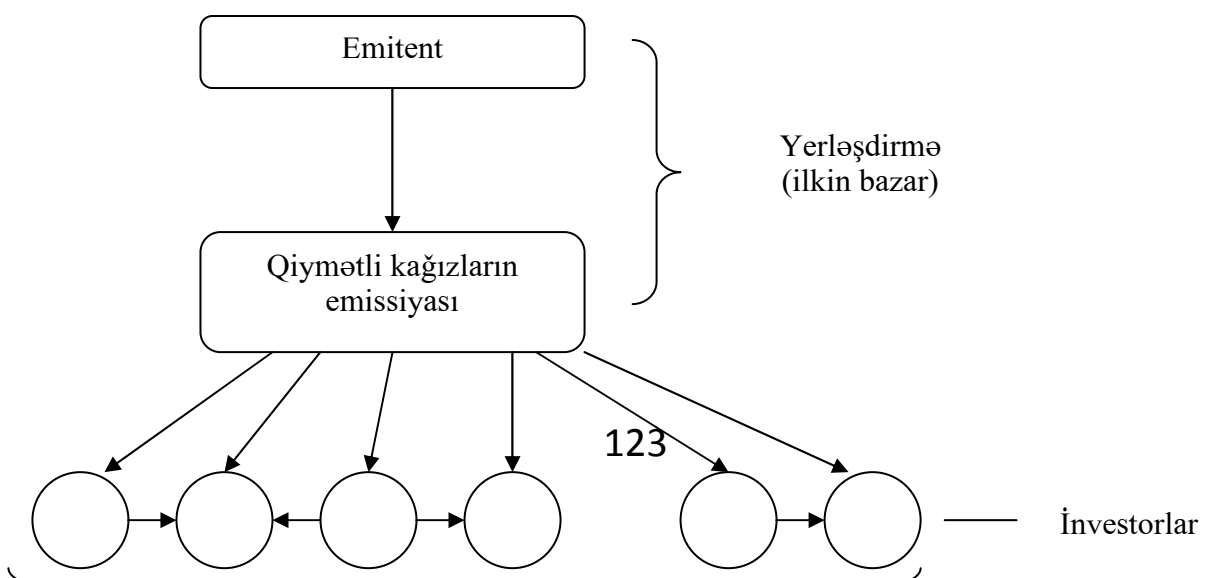 Emitent
Yerləşdirmə
(ilkin bazar)
Qiymətli kağızların
emissiyası
123
İnvestorlar